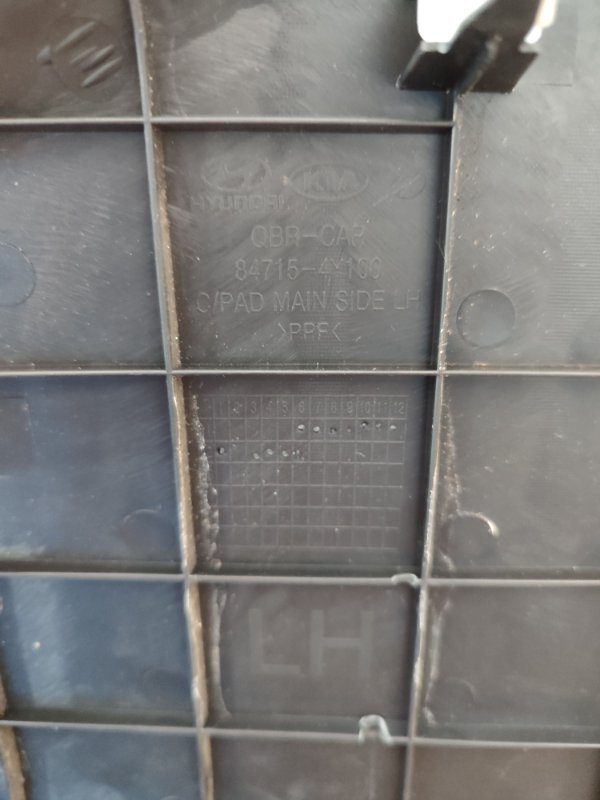 HYUNDAI KIA
QBR-CAR
84715-4Y100
C/PAD MAIN SIDE LH
>PPF<
1 2 3 4 5 6 7 8 9 10 11 12
LH